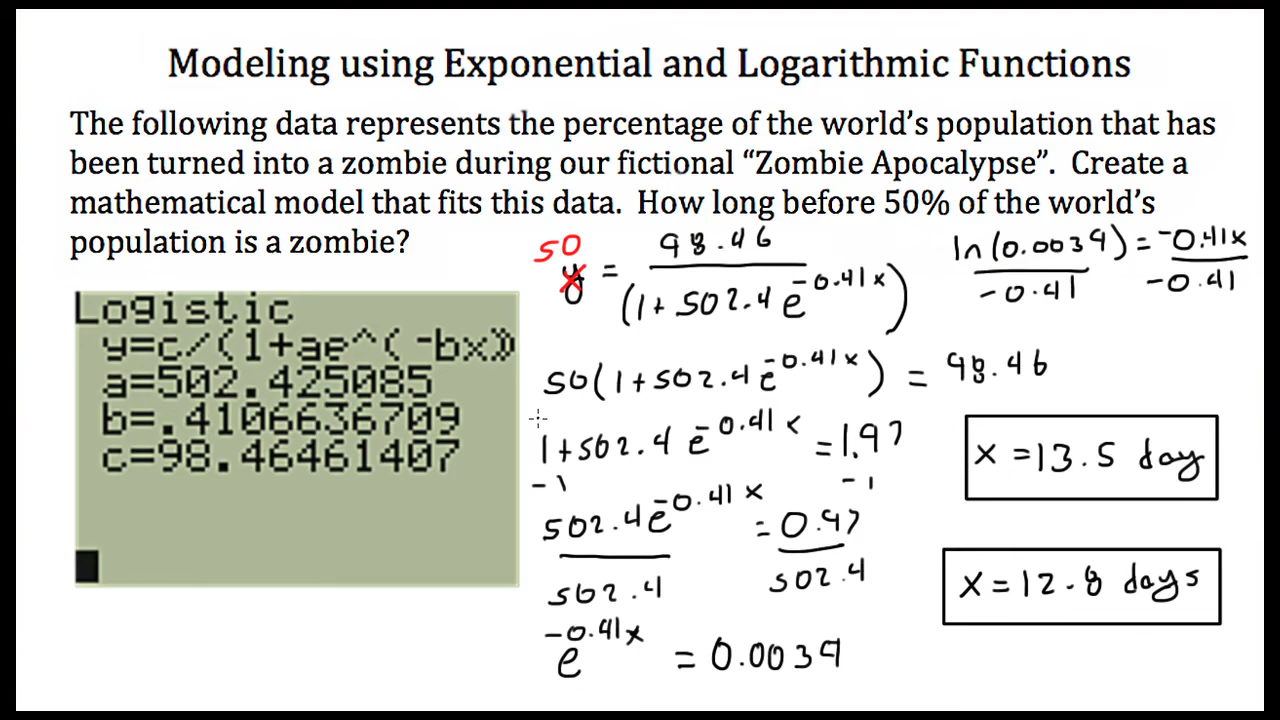 Modeling using Exponential and Logarithmic Functions
The following data represents the percentage of the world’s population that has
been turned into a zombie during our fictional “Zombie Apocalypse”. Create a
mathematical model that fits this data. How long before 50% of the world’s
population is a zombie?
Logistic
y=c/(1+ae^(-bx))
a=502.425085
b=.4106636709
c=98.46461407
50
y = 98.46
(1+502.4e^-0.41x)
50(1+502.4e^-0.41x) = 98.46
1+502.4e^-0.41x = 1.97
-1 -1
502.4e^-0.41x = 0.97
502.4 502.4
e^-0.41x = 0.0039
ln(0.0039) = -0.41x
-0.41 -0.41
x = 13.5 day
x = 12.8 days